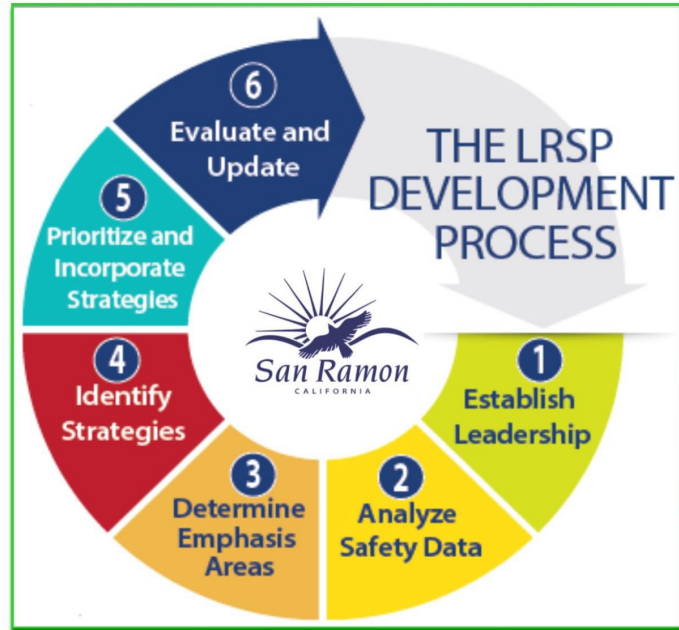 THE LRSP
DEVELOPMENT
PROCESS
1
Establish
Leadership
2
Analyze
Safety Data
3
Determine
Emphasis
Areas
4
Identify
Strategies
5
Prioritize and
Incorporate
Strategies
6
Evaluate and
Update
San Ramon
CALIFORNIA